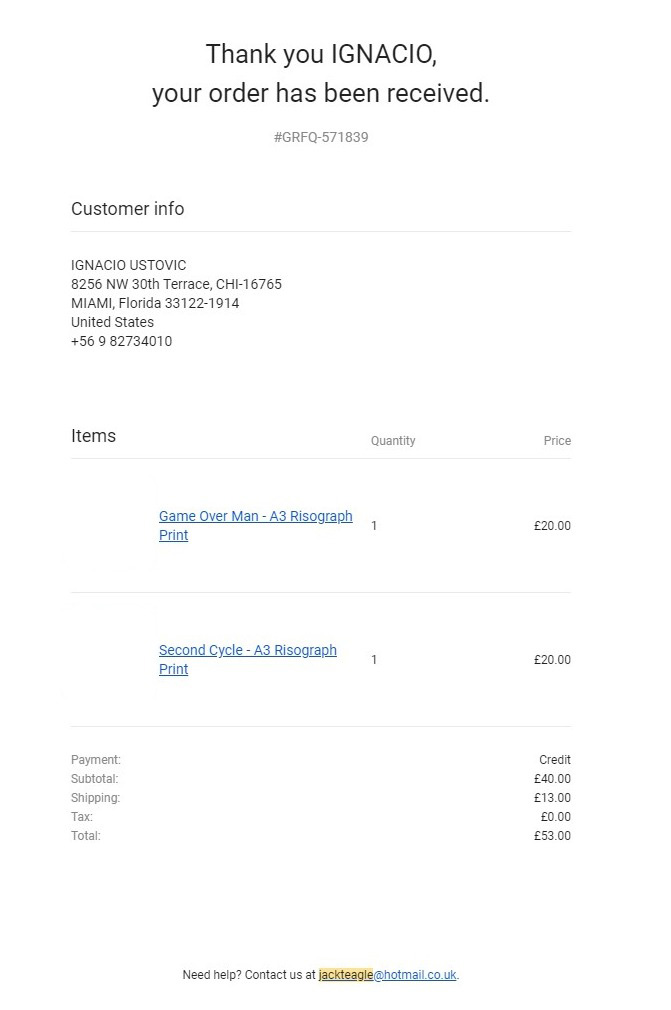 Thank you IGNACIO,
your order has been received.
#GRFQ-571839
Customer info
IGNACIO USTOVIC
8256 NW 30th Terrace, CHI-16765
MIAMI, Florida 33122-1914
United States
+56 9 82734010
Items Quantity Price
Game Over Man - A3 Risograph 1 £20.00
Print
Second Cycle - A3 Risograph 1 £20.00
Print
Payment: Credit
Subtotal: £40.00
Shipping: £13.00
Tax: £0.00
Total: £53.00
Need help? Contact us at jackteagle@hotmail.co.uk.